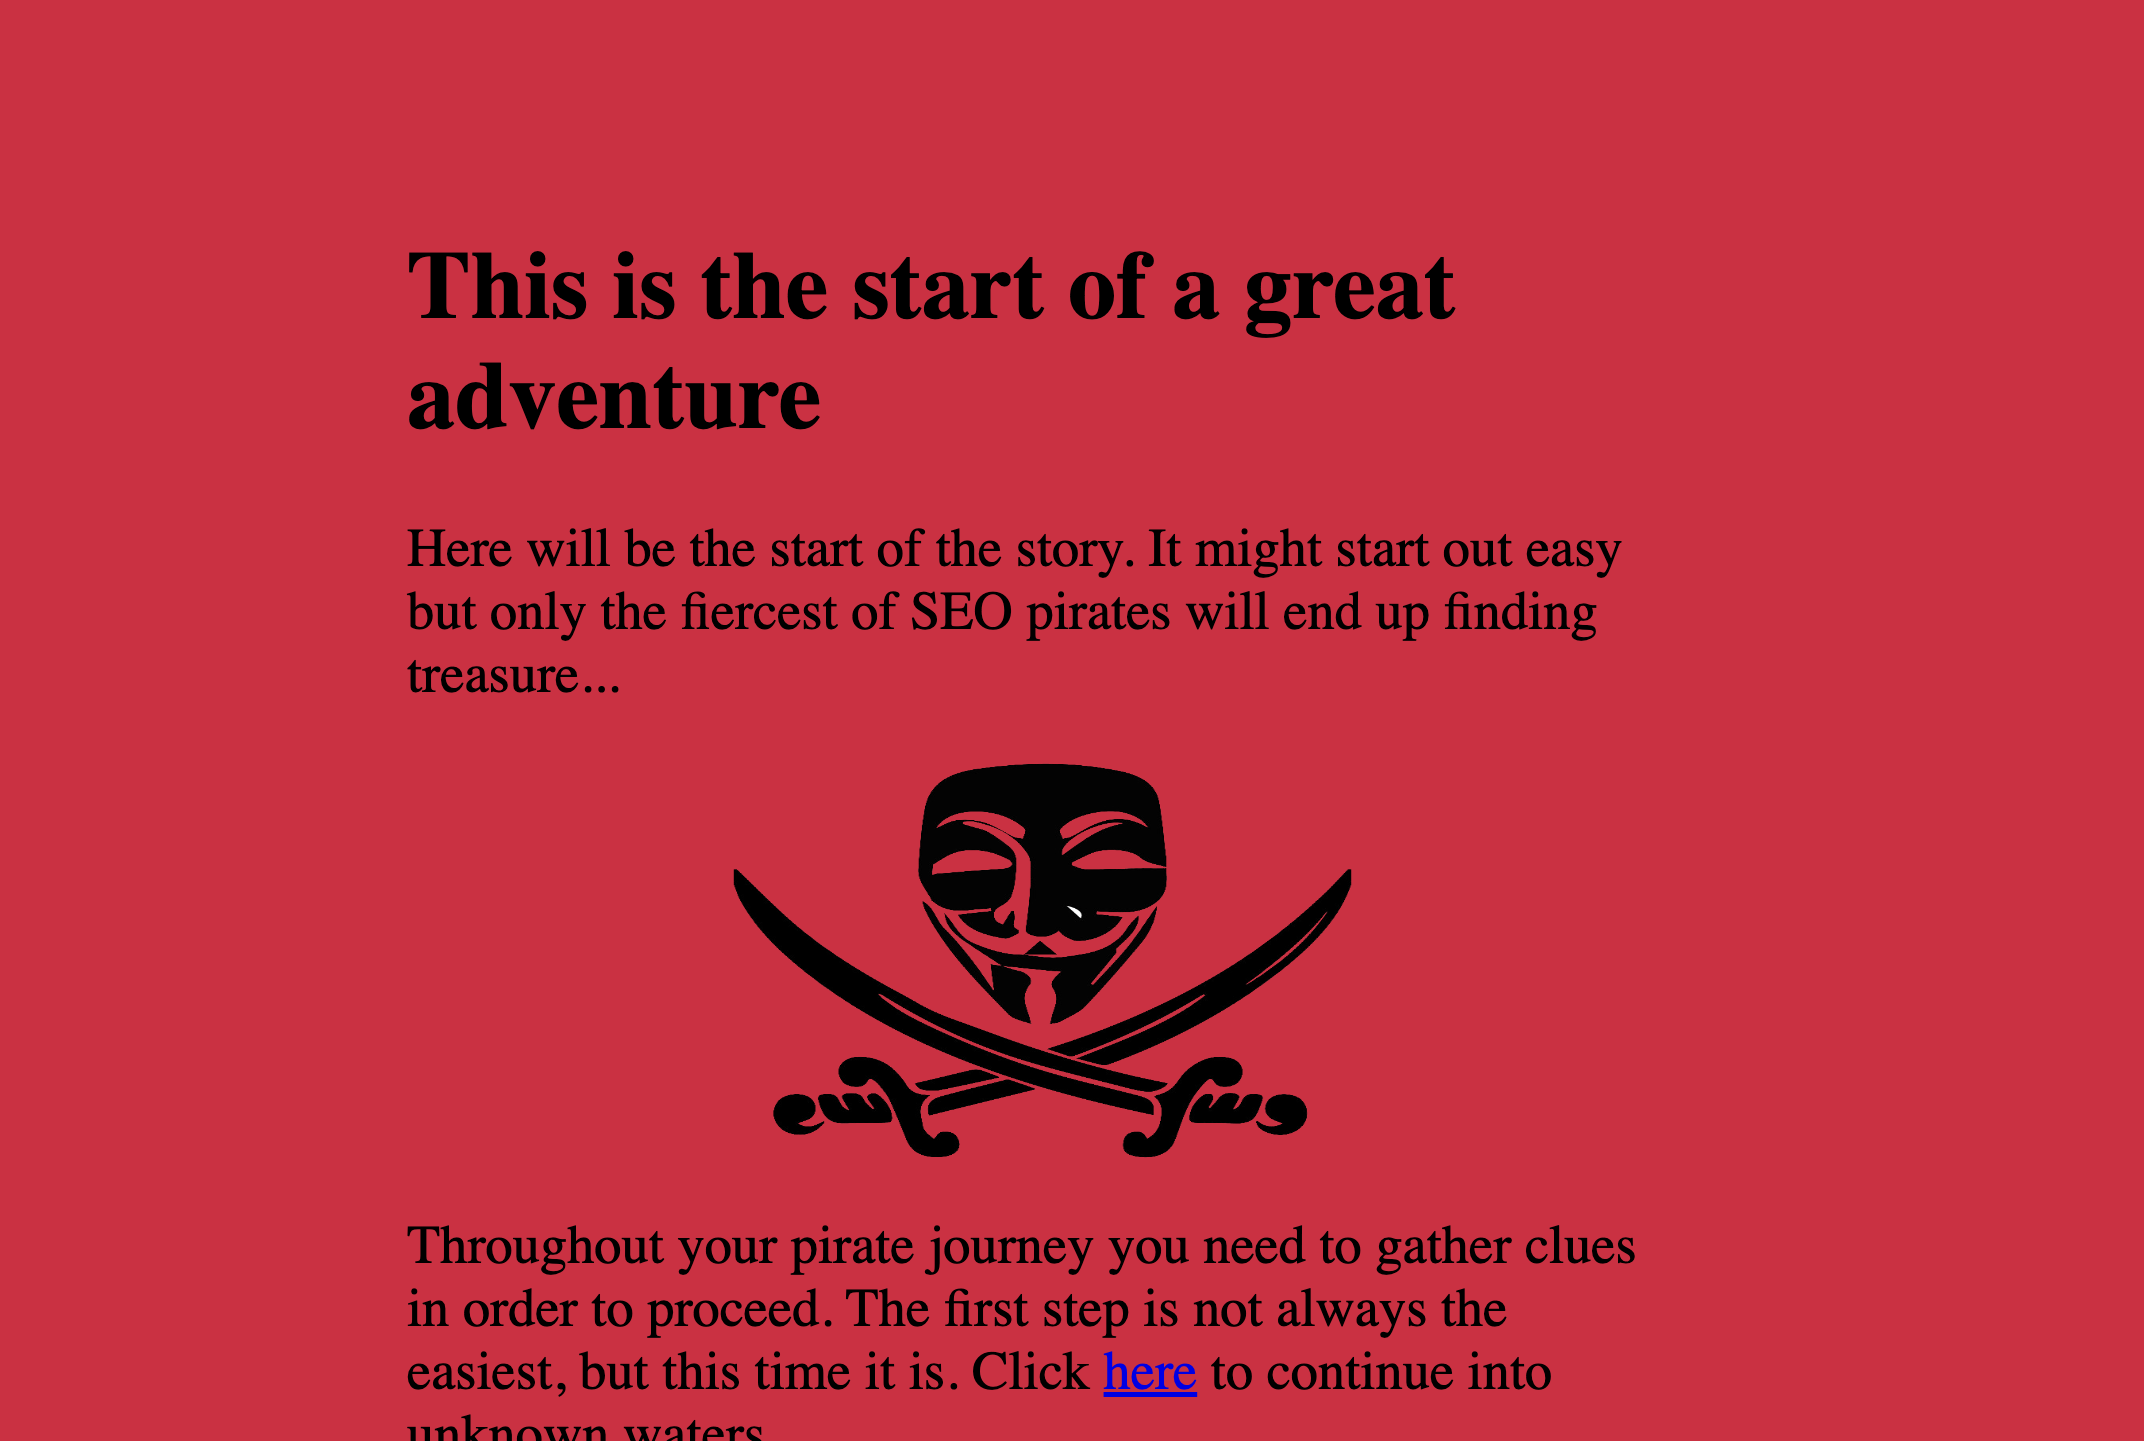 This is the start of a great
adventure
Here will be the start of the story. It might start out easy
but only the fiercest of SEO pirates will end up finding
treasure...
Throughout your pirate journey you need to gather clues
in order to proceed. The first step is not always the
easiest, but this time it is. Click here to continue into
unknown waters